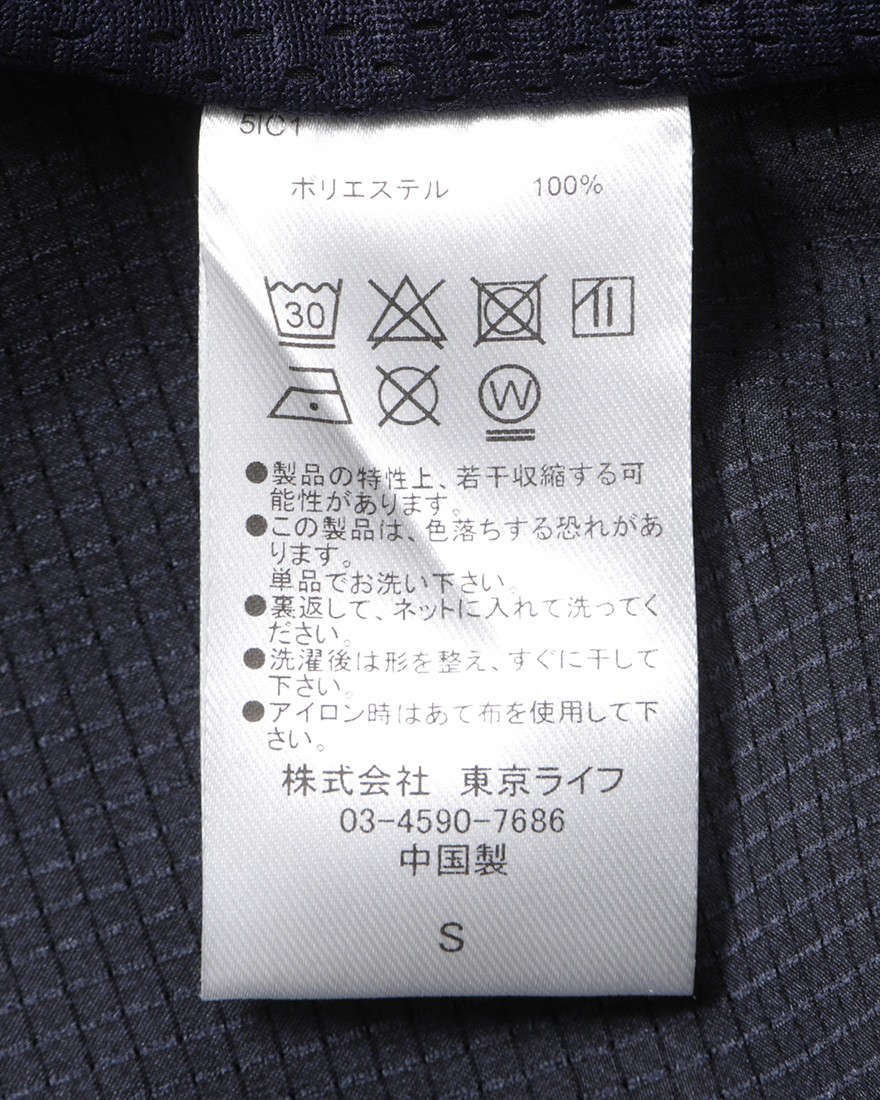 5IC1
ポリエステル 100%
30
W
●製品の特性上、若干収縮する可
能性があります。
●この製品は、色落ちする恐れがあ
ります。
単品でお洗い下さい。
●裏返して、ネットに入れて洗ってく
ださい。
●洗濯後は形を整え、すぐに干して
下さい。
●アイロン時はあて布を使用して下
さい。
株式会社 東京ライフ
03-4590-7686
中国製
S